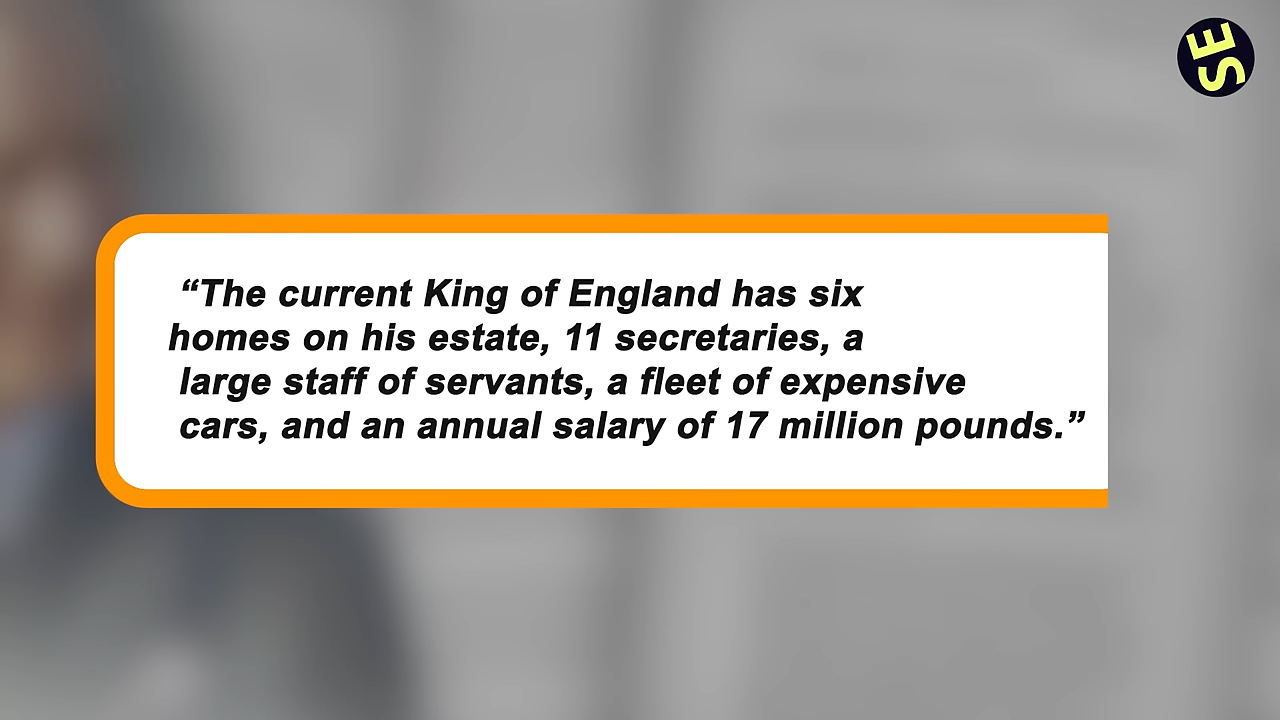 SE
“The current King of England has six
homes on his estate, 11 secretaries, a
large staff of servants, a fleet of expensive
cars, and an annual salary of 17 million pounds.”